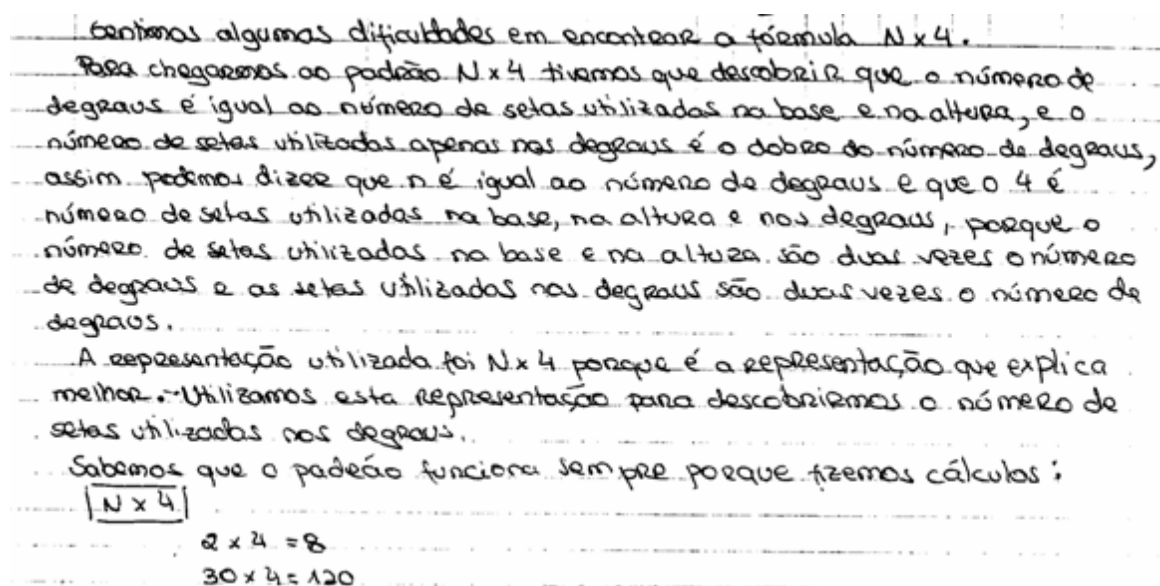 Sentimos algumas dificuldades em encontrar a fórmula N x 4.
Para chegarmos ao padrão N x 4 tivemos que descobrir que o número de
degraus é igual ao número de setas utilizadas na base e na altura, e o
número de setas utilizadas apenas nos degraus é o dobro do número de degraus,
assim podemos dizer que n é igual ao número de degraus e que o 4 é
número de setas utilizadas na base, na altura e nos degraus, porque o
número de setas utilizadas na base e na altura são duas vezes o número
de degraus e as setas utilizadas nos degraus são duas vezes o número de
degraus.
A representação utilizada foi N x 4 porque é a representação que explica
melhor. Utilizamos esta representação para descobrirmos o número de
setas utilizadas nos degraus.
Sabemos que o padrão funciona sempre porque fizemos cálculos:
N x 4
2 x 4 = 8
30 x 4 = 120